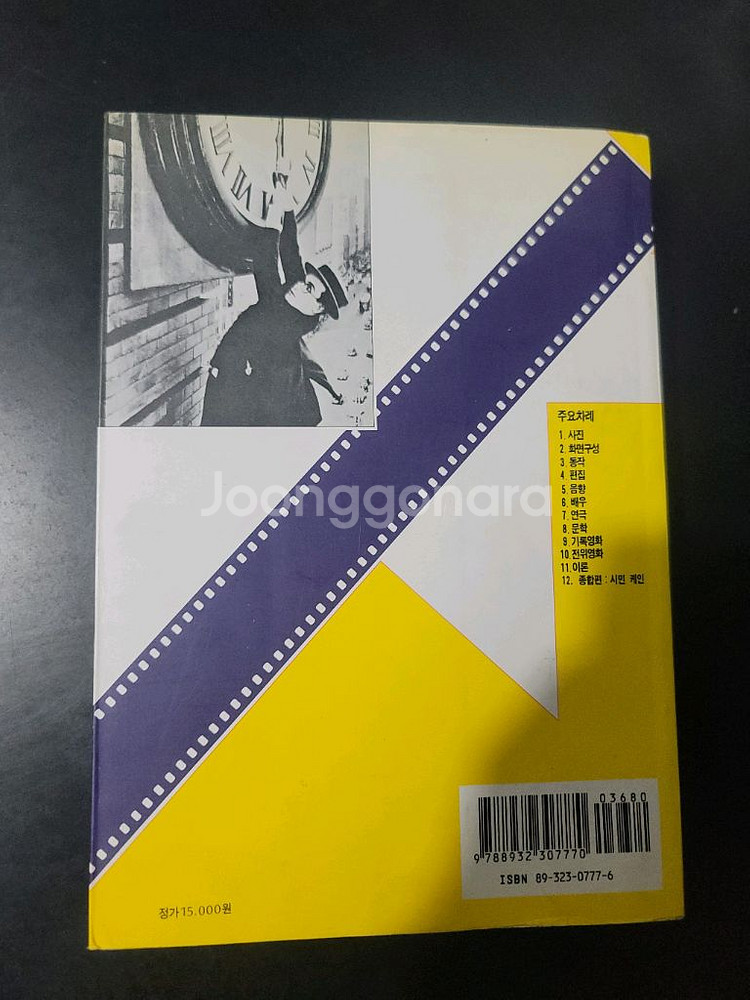 주요차례
1. 사진
2. 화면구성
3. 동작
4. 편집
5. 음향
6. 배우
7. 연극
8. 문학
9. 기록영화
10. 전위영화
11. 이론
12. 종합편 : 시민 케인
Joonggonara
03680
9 788932 307770
ISBN 89-323-0777-6
정가 15,000원